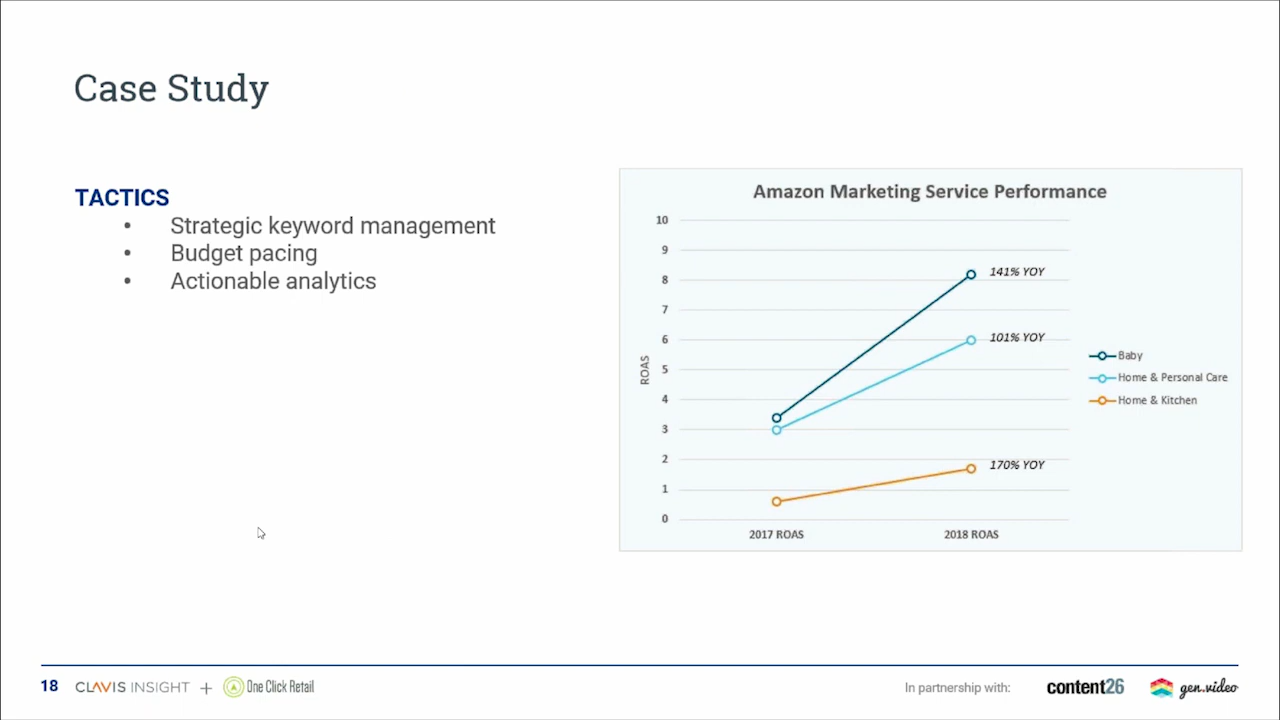 Case Study
TACTICS
• Strategic keyword management
• Budget pacing
• Actionable analytics
Amazon Marketing Service Performance
10
9
8
7
6
5
4
3
2
1
0
ROAS
141% YOY
101% YOY
170% YOY
2017 ROAS
2018 ROAS
Baby
Home & Personal Care
Home & Kitchen
18
CLAVIS INSIGHT + One Click Retail
In partnership with:
content26
gen.video